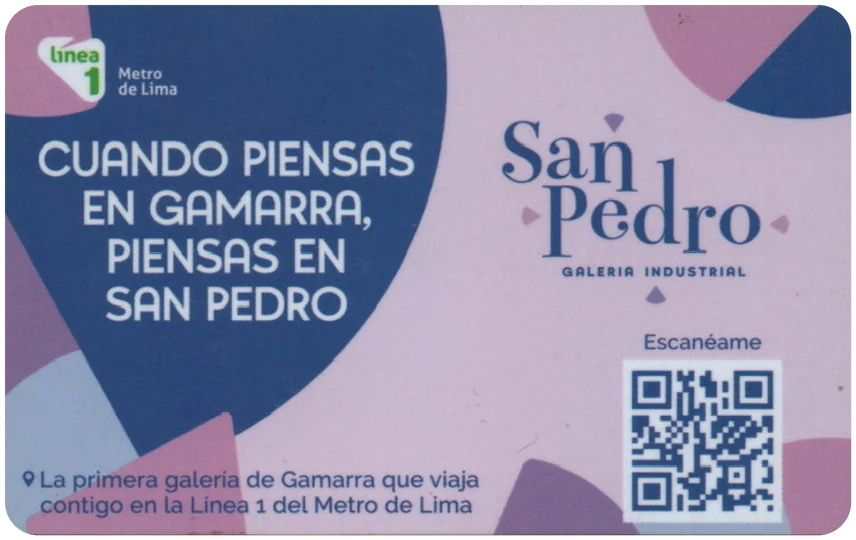 línea
1
Metro
de Lima
CUANDO PIENSAS
EN GAMARRA,
PIENSAS EN
SAN PEDRO
San
Pedro
GALERIA INDUSTRIAL
Escanéame
La primera galería de Gamarra que viaja
contigo en la Línea 1 del Metro de Lima